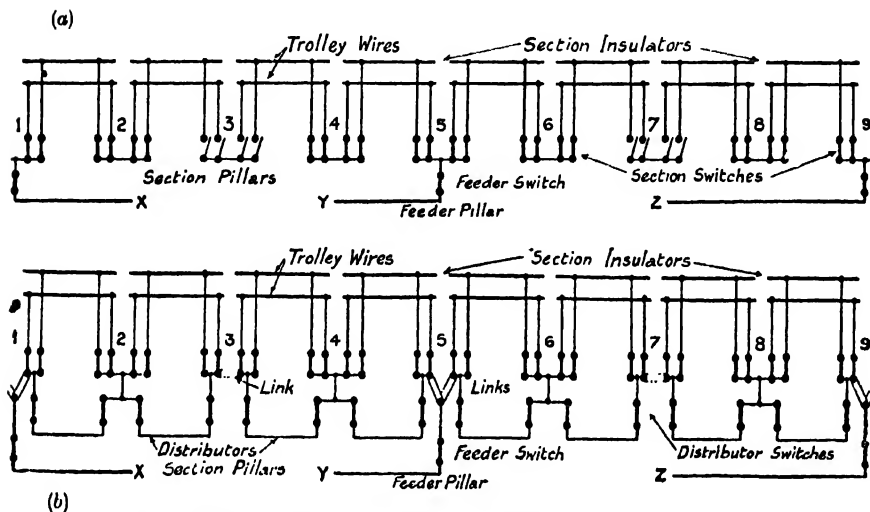 (a)
Trolley Wires
Section Insulators
1 2 3 4 5 6 7 8 9
Section Pillars
Feeder Switch
Section Switches
X Y Feeder Pillar Z
Trolley Wires
Section Insulators
1 2 3 4 5 6 7 8 9
Link
Links
Distributors
Section Pillars
Feeder Switch
Distributor Switches
X Y Feeder Pillar Z
(b)